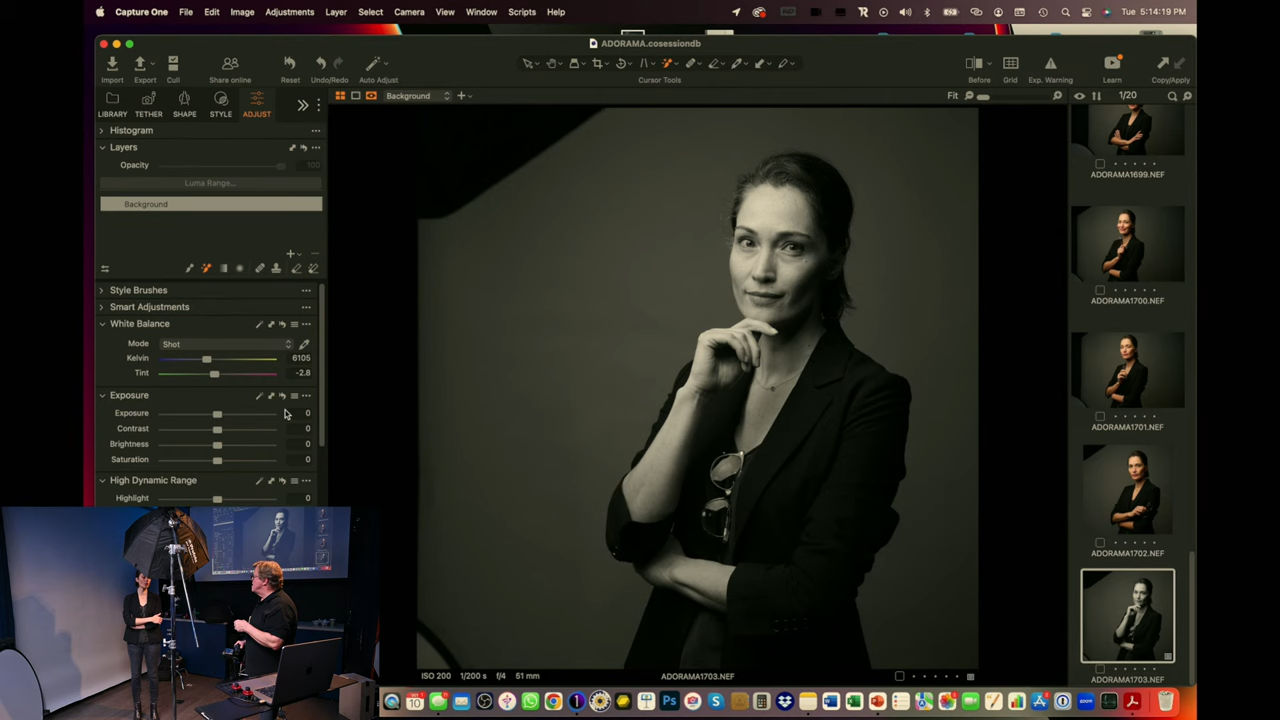 Capture One File Edit Image Adjustments Layer Select Camera View Window Scripts Help
Tue 5:14:19 PM
ADORAMA.cosessiondb
Import Export Cull Share online Reset Undo/Redo Auto Adjust Cursor Tools Before Grid Exp. Warning Learn Copy/Apply
LIBRARY TETHER SHAPE STYLE ADJUST
Background
Fit
1/20
Histogram
Layers
Opacity 100
Luma Range...
Background
Style Brushes
Smart Adjustments
White Balance
Mode Shot
Kelvin 6105
Tint -2.8
Exposure
Exposure 0
Contrast 0
Brightness 0
Saturation 0
High Dynamic Range
Highlight 0
ADORAMA1699.NEF
ADORAMA1700.NEF
ADORAMA1701.NEF
ADORAMA1702.NEF
ADORAMA1703.NEF
ISO 200 1/200 s f/4 51 mm
ADORAMA1703.NEF